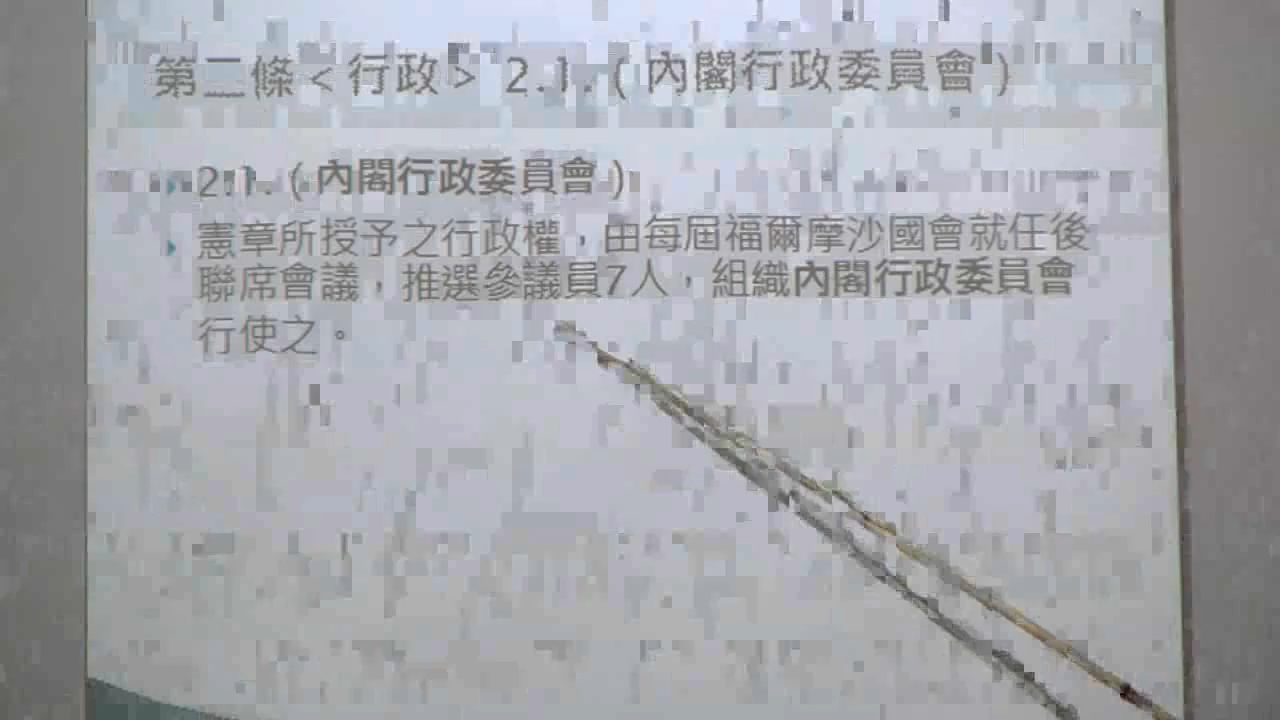 第二條＜行政＞ 2.1.（內閣行政委員會）
2.1.（內閣行政委員會）
憲章所授予之行政權，由每屆福爾摩沙國會就任後
聯席會議，推選參議員7人，組織內閣行政委員會
行使之。